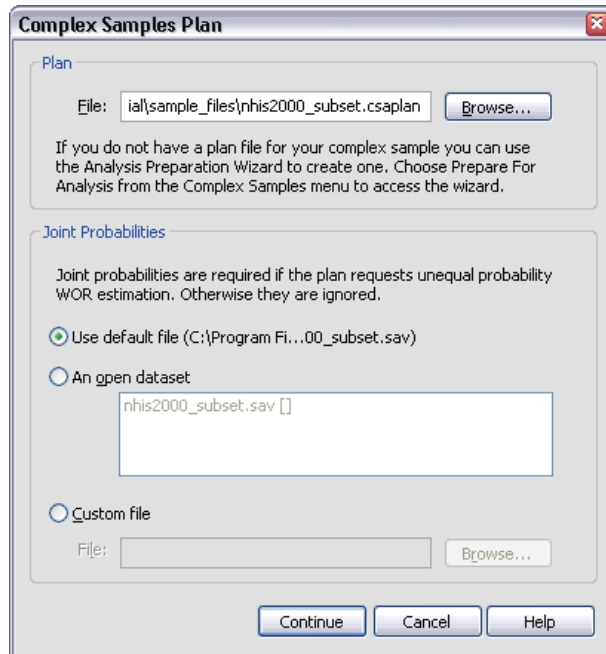 Complex Samples Plan
Plan
File: ial\sample_files\nhis2000_subset.csaplan Browse...
If you do not have a plan file for your complex sample you can use
the Analysis Preparation Wizard to create one. Choose Prepare For
Analysis from the Complex Samples menu to access the wizard.
Joint Probabilities
Joint probabilities are required if the plan requests unequal probability
WOR estimation. Otherwise they are ignored.
Use default file (C:\Program Fi...00_subset.sav)
An open dataset
nhis2000_subset.sav []
Custom file
File: Browse...
Continue Cancel Help